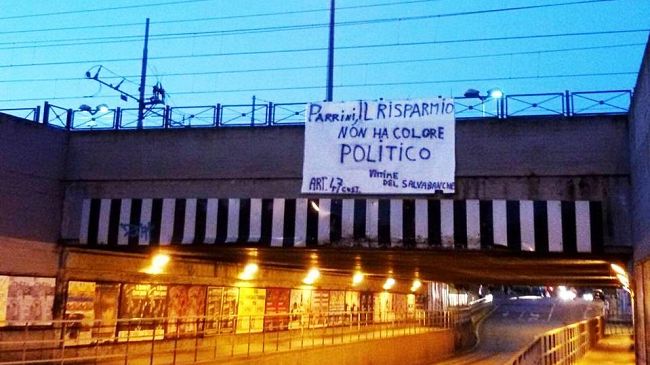 PARRINI, IL RISPARMIO
NON HA COLORE
POLITICO
VITTIME
DEL SALVABANCHE
ART. 47
COST.